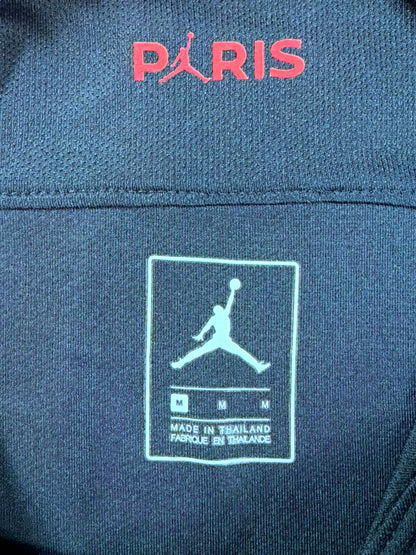 PARIS
M M M
MADE IN THAILAND
FABRIQUE EN THAILANDE